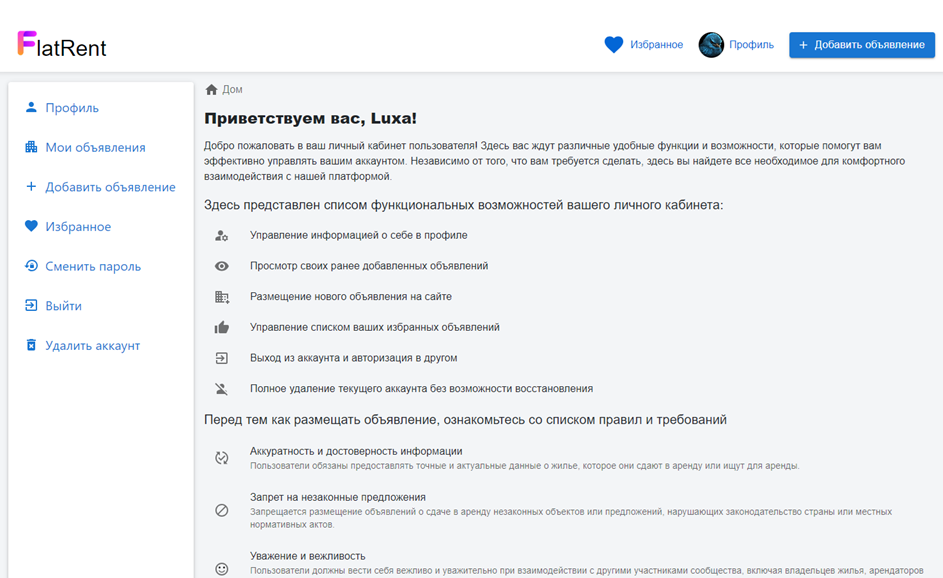 FlatRent
Избранное
Профиль
+ Добавить объявление
Профиль
Мои объявления
+ Добавить объявление
Избранное
Сменить пароль
Выйти
Удалить аккаунт
Дом
Приветствуем вас, Luxa!
Добро пожаловать в ваш личный кабинет пользователя! Здесь вас ждут различные удобные функции и возможности, которые помогут вам
эффективно управлять вашим аккаунтом. Независимо от того, что вам требуется сделать, здесь вы найдете все необходимое для комфортного
взаимодействия с нашей платформой.
Здесь представлен списом функциональных возможностей вашего личного кабинета:
Управление информацией о себе в профиле
Просмотр своих ранее добавленных объявлений
Размещение нового объявления на сайте
Управление списком ваших избранных объявлений
Выход из аккаунта и авторизация в другом
Полное удаление текущего аккаунта без возможности восстановления
Перед тем как размещать объявление, ознакомьтесь со списком правил и требований
Аккуратность и достоверность информации
Пользователи обязаны предоставлять точные и актуальные данные о жилье, которое они сдают в аренду или ищут для аренды.
Запрет на незаконные предложения
Запрещается размещение объявлений о сдаче в аренду незаконных объектов или предложений, нарушающих законодательство страны или местных
нормативных актов.
Уважение и вежливость
Пользователи должны вести себя вежливо и уважительно при взаимодействии с другими участниками сообщества, включая владельцев жилья, арендаторов